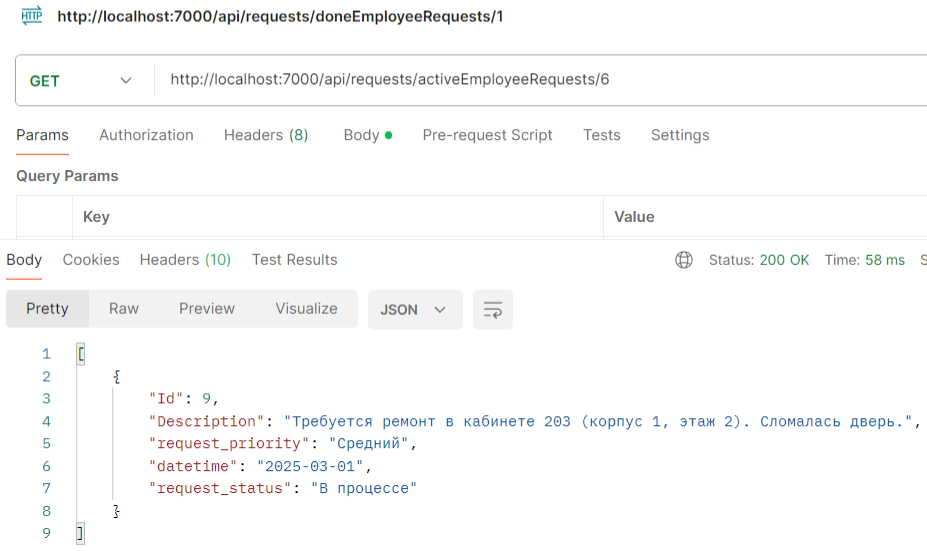 HTTP http://localhost:7000/api/requests/doneEmployeeRequests/1
GET http://localhost:7000/api/requests/activeEmployeeRequests/6
Params Authorization Headers (8) Body Pre-request Script Tests Settings
Query Params
Key Value
Body Cookies Headers (10) Test Results Status: 200 OK Time: 58 ms S
Pretty Raw Preview Visualize JSON
1 [
2 {
3 "Id": 9,
4 "Description": "Требуется ремонт в кабинете 203 (корпус 1, этаж 2). Сломалась дверь.",
5 "request_priority": "Средний",
6 "datetime": "2025-03-01",
7 "request_status": "В процессе"
8 }
9 ]